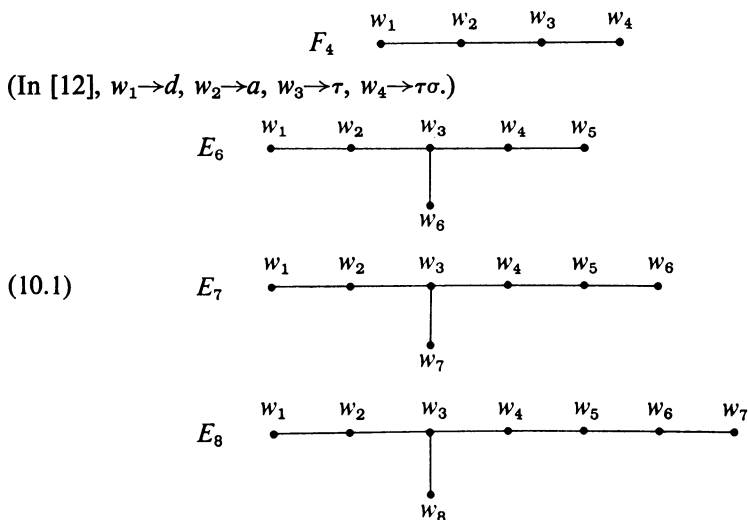 w₁ w₂ w₃ w₄
F₄
(In [12], w₁→d, w₂→a, w₃→τ, w₄→τσ.)
w₁ w₂ w₃ w₄ w₅
E₆
w₆
w₁ w₂ w₃ w₄ w₅ w₆
(10.1) E₇
w₇
w₁ w₂ w₃ w₄ w₅ w₆ w₇
E₈
w₈